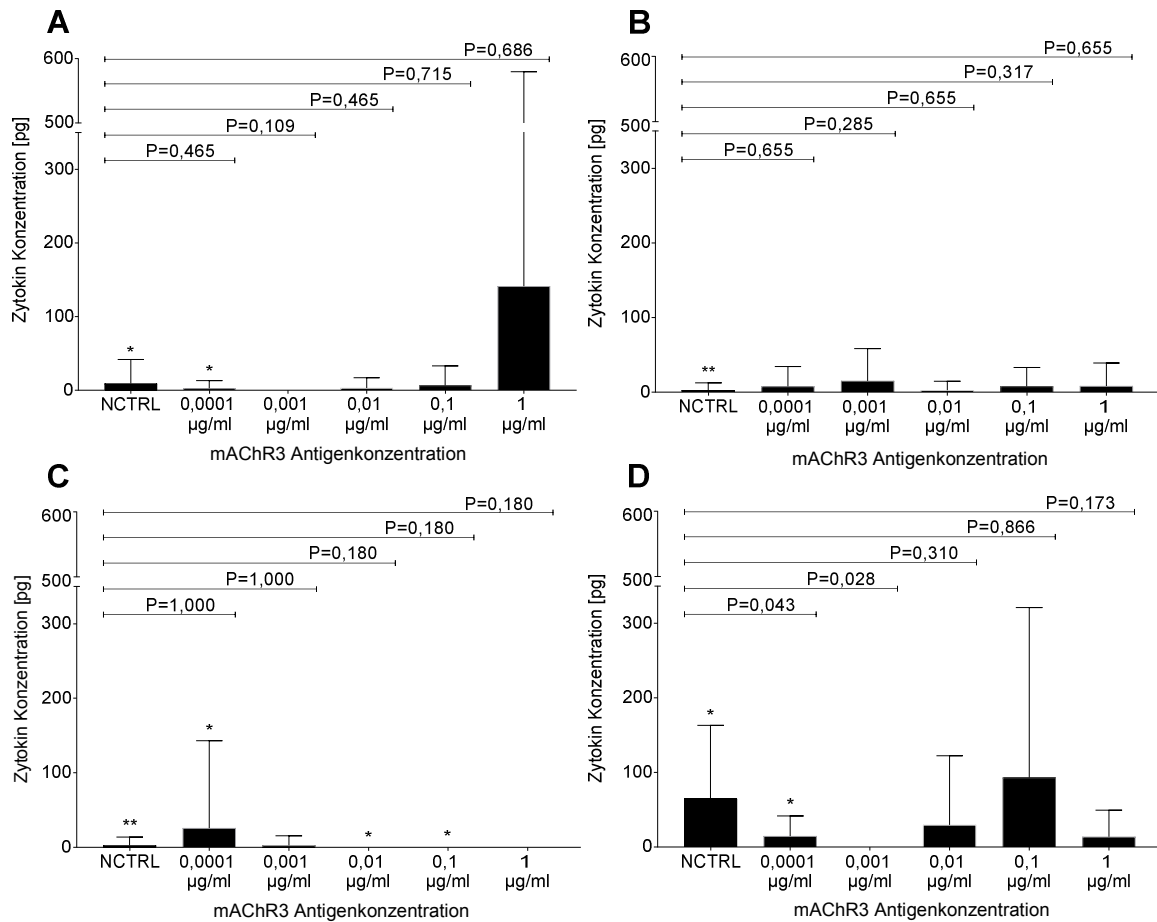 A
Zytokin Konzentration [pg]
600
500
300
200
100
0
P=0,686
P=0,715
P=0,465
P=0,109
P=0,465
*
*
NCTRL 0,0001 0,001 0,01 0,1 1
µg/ml µg/ml µg/ml µg/ml µg/ml
mAChR3 Antigenkonzentration
B
Zytokin Konzentration [pg]
600
500
300
200
100
0
P=0,655
P=0,317
P=0,655
P=0,285
P=0,655
**
NCTRL 0,0001 0,001 0,01 0,1 1
µg/ml µg/ml µg/ml µg/ml µg/ml
mAChR3 Antigenkonzentration
C
Zytokin Konzentration [pg]
600
500
300
200
100
0
P=0,180
P=0,180
P=0,180
P=1,000
P=1,000
*
** * *
NCTRL 0,0001 0,001 0,01 0,1 1
µg/ml µg/ml µg/ml µg/ml µg/ml
mAChR3 Antigenkonzentration
D
Zytokin Konzentration [pg]
600
500
300
200
100
0
P=0,173
P=0,866
P=0,310
P=0,028
P=0,043
*
*
NCTRL 0,0001 0,001 0,01 0,1 1
µg/ml µg/ml µg/ml µg/ml µg/ml
mAChR3 Antigenkonzentration